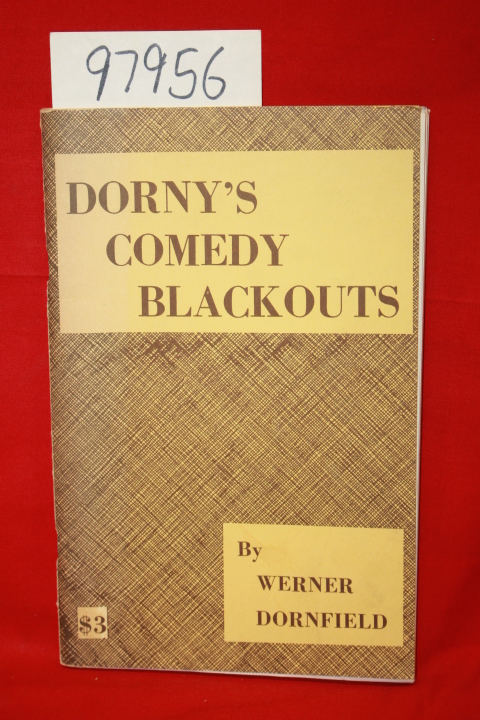 97956
DORNY'S
COMEDY
BLACKOUTS
By
WERNER
DORNFIELD
$3